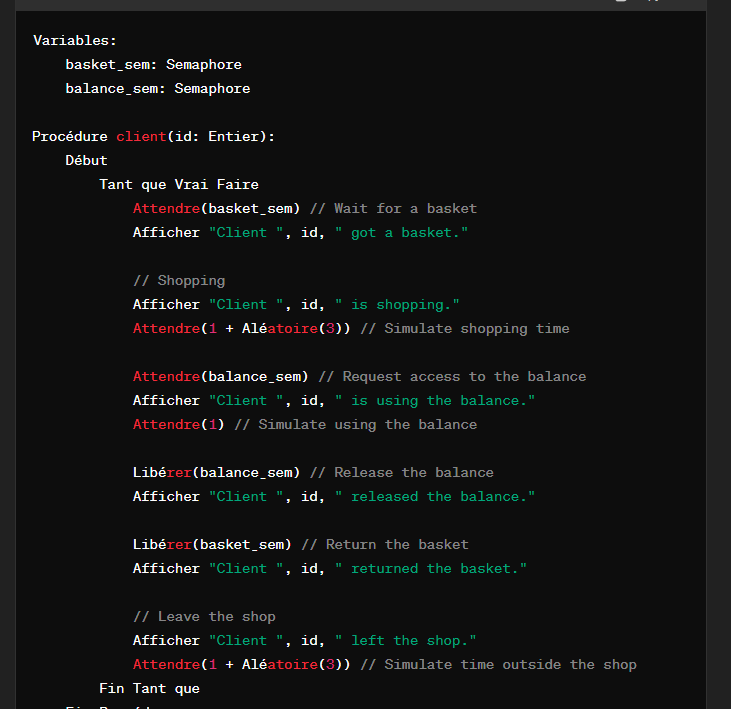 Variables:
basket_sem: Semaphore
balance_sem: Semaphore
Procédure client(id: Entier):
Début
Tant que Vrai Faire
Attendre(basket_sem) // Wait for a basket
Afficher "Client ", id, " got a basket."
// Shopping
Afficher "Client ", id, " is shopping."
Attendre(1 + Aléatoire(3)) // Simulate shopping time
Attendre(balance_sem) // Request access to the balance
Afficher "Client ", id, " is using the balance."
Attendre(1) // Simulate using the balance
Libérer(balance_sem) // Release the balance
Afficher "Client ", id, " released the balance."
Libérer(basket_sem) // Return the basket
Afficher "Client ", id, " returned the basket."
// Leave the shop
Afficher "Client ", id, " left the shop."
Attendre(1 + Aléatoire(3)) // Simulate time outside the shop
Fin Tant que